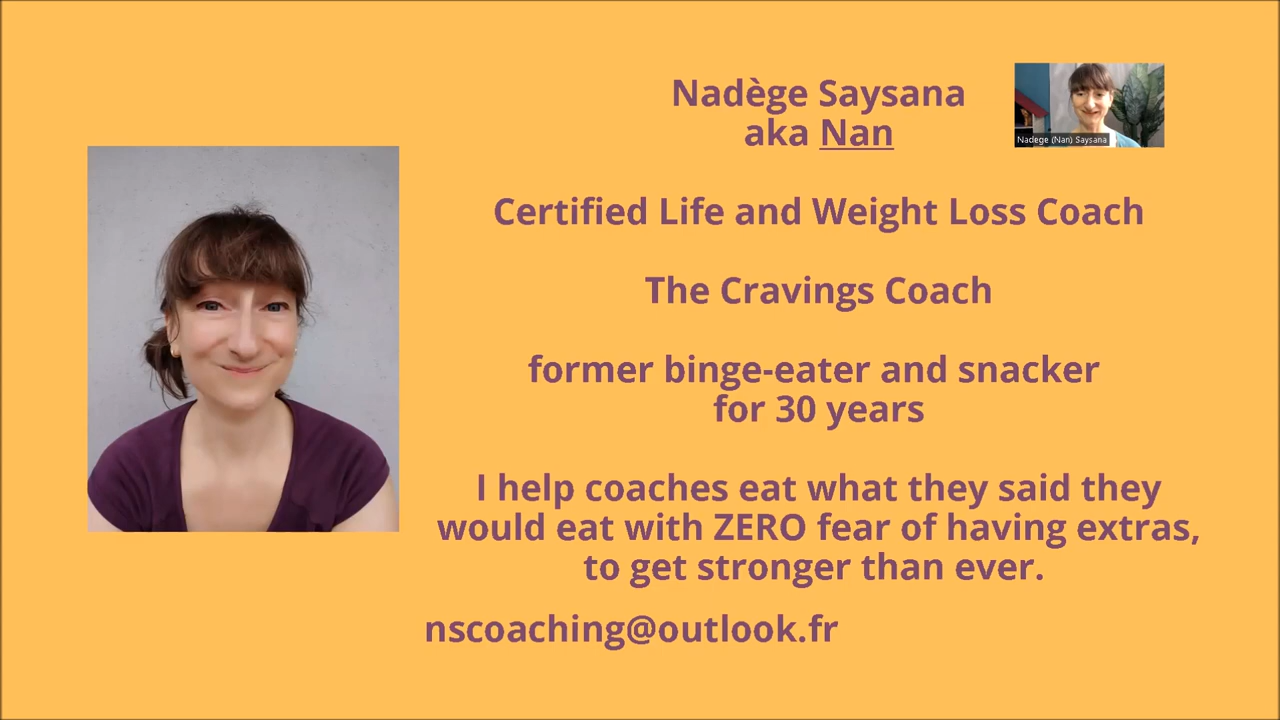 Nadège Saysana
aka Nan
Nadege (Nan) Saysana
Certified Life and Weight Loss Coach
The Cravings Coach
former binge-eater and snacker
for 30 years
I help coaches eat what they said they
would eat with ZERO fear of having extras,
to get stronger than ever.
nscoaching@outlook.fr